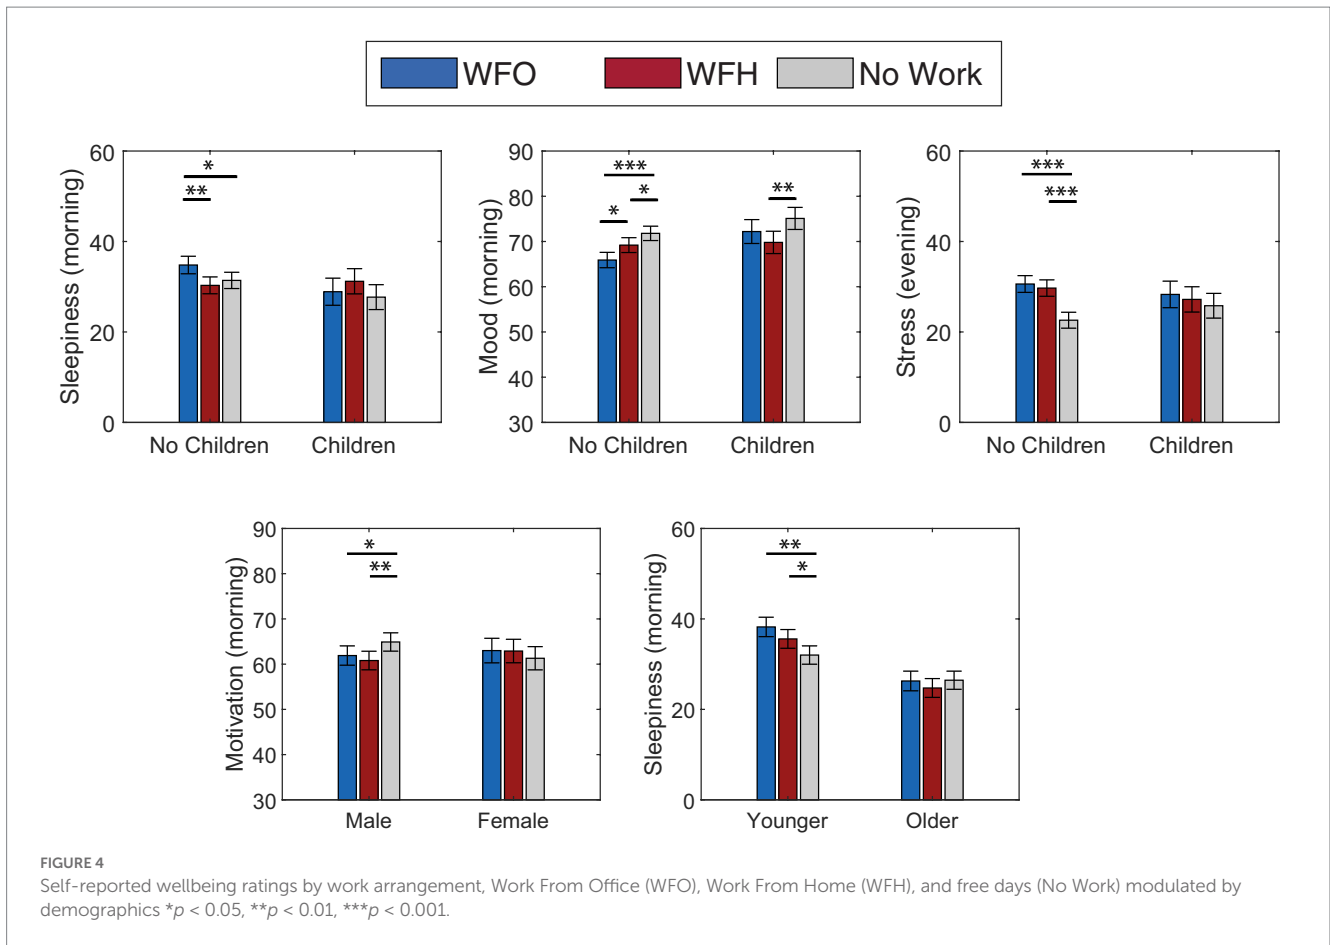 WFO WFH No Work
Sleepiness (morning)
60
40
20
0
*
**
No Children Children
Mood (morning)
90
80
70
60
50
40
30
***
*
*
**
No Children Children
Stress (evening)
60
40
20
0
***
***
No Children Children
Motivation (morning)
90
80
70
60
50
40
30
*
**
Male Female
Sleepiness (morning)
60
40
20
0
**
*
Younger Older
FIGURE 4
Self-reported wellbeing ratings by work arrangement, Work From Office (WFO), Work From Home (WFH), and free days (No Work) modulated by
demographics *p < 0.05, **p < 0.01, ***p < 0.001.